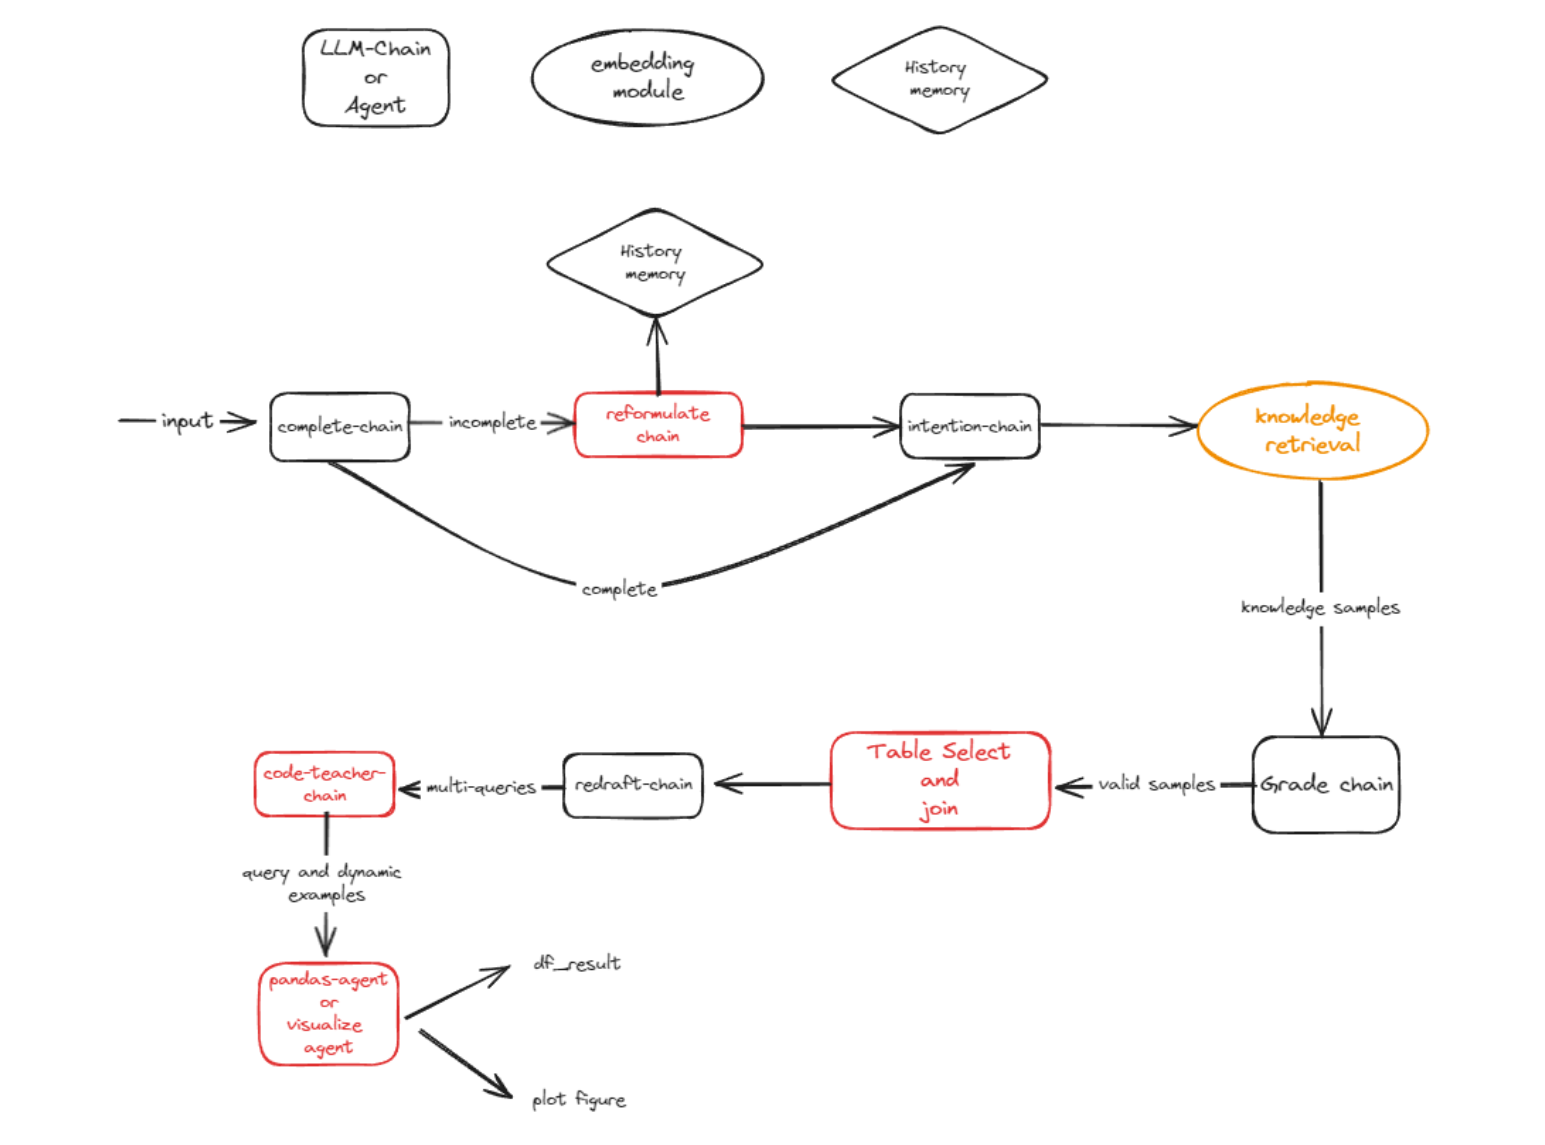 LLM-Chain
or
Agent
embedding
module
History
memory
History
memory
input
complete-chain
incomplete
reformulate
chain
intention-chain
knowledge
retrieval
complete
knowledge samples
Grade chain
valid samples
Table Select
and
join
redraft-chain
multi-queries
code-teacher-
chain
query and dynamic
examples
pandas-agent
or
visualize
agent
df_result
plot figure